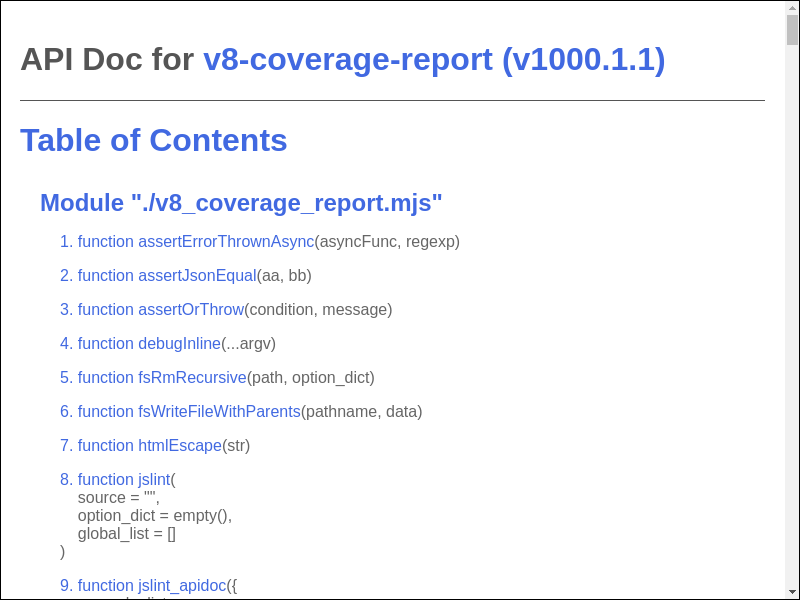 API Doc for v8-coverage-report (v1000.1.1)
Table of Contents
Module "./v8_coverage_report.mjs"
1. function assertErrorThrownAsync(asyncFunc, regexp)
2. function assertJsonEqual(aa, bb)
3. function assertOrThrow(condition, message)
4. function debugInline(...argv)
5. function fsRmRecursive(path, option_dict)
6. function fsWriteFileWithParents(pathname, data)
7. function htmlEscape(str)
8. function jslint(
source = "",
option_dict = empty(),
global_list = []
)
9. function jslint_apidoc({